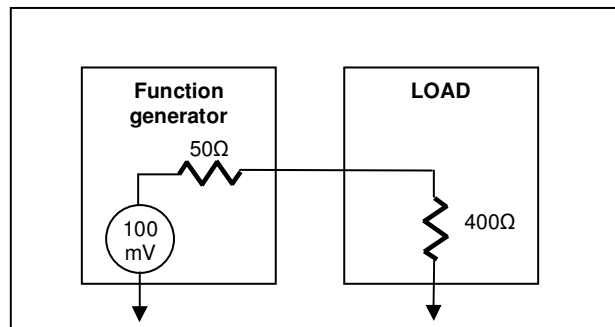 Function
generator
50Ω
100
mV
LOAD
400Ω